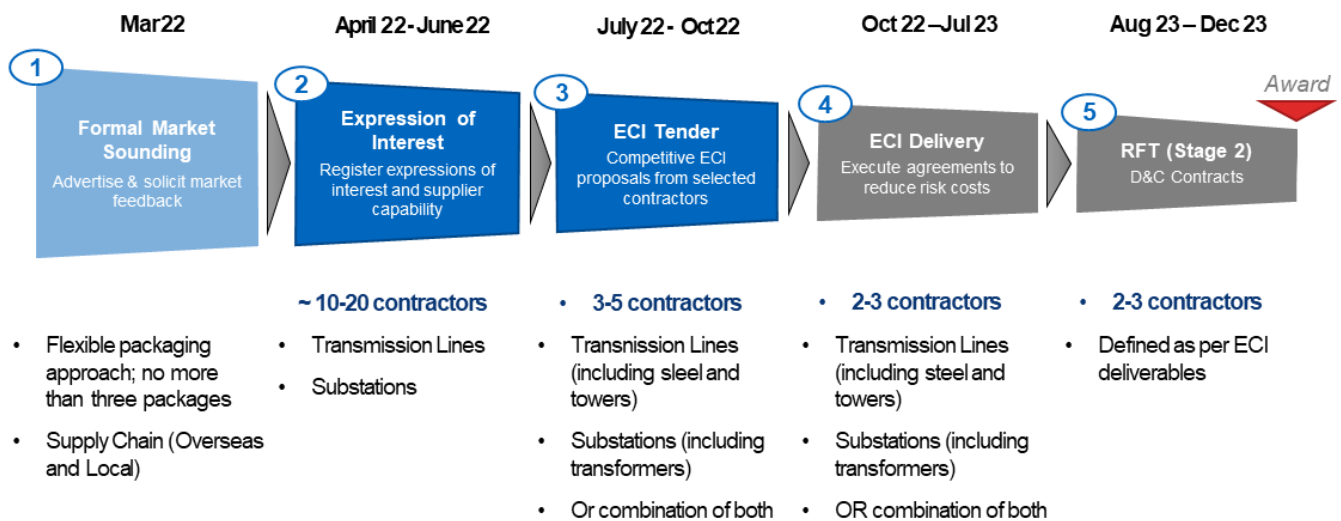 Mar 22
April 22 - June 22
July 22 - Oct 22
Oct 22 –Jul 23
Aug 23 – Dec 23
Award
1
Formal Market
Sounding
Advertise & solicit market
feedback
2
Expression of
Interest
Register expressions of
interest and supplier
capability
3
ECI Tender
Competitive ECI
proposals from selected
contractors
4
ECI Delivery
Execute agreements to
reduce risk costs
5
RFT (Stage 2)
D&C Contracts
• Flexible packaging
approach; no more
than three packages
• Supply Chain (Overseas
and Local)
~ 10-20 contractors
• Transmission Lines
• Substations
• 3-5 contractors
• Transnission Lines
(including sleel and
towers)
• Substations (including
transformers)
• Or combination of both
• 2-3 contractors
• Transmission Lines
(including steel and
towers)
• Substations (including
transformers)
• OR combination of both
• 2-3 contractors
• Defined as per ECI
deliverables